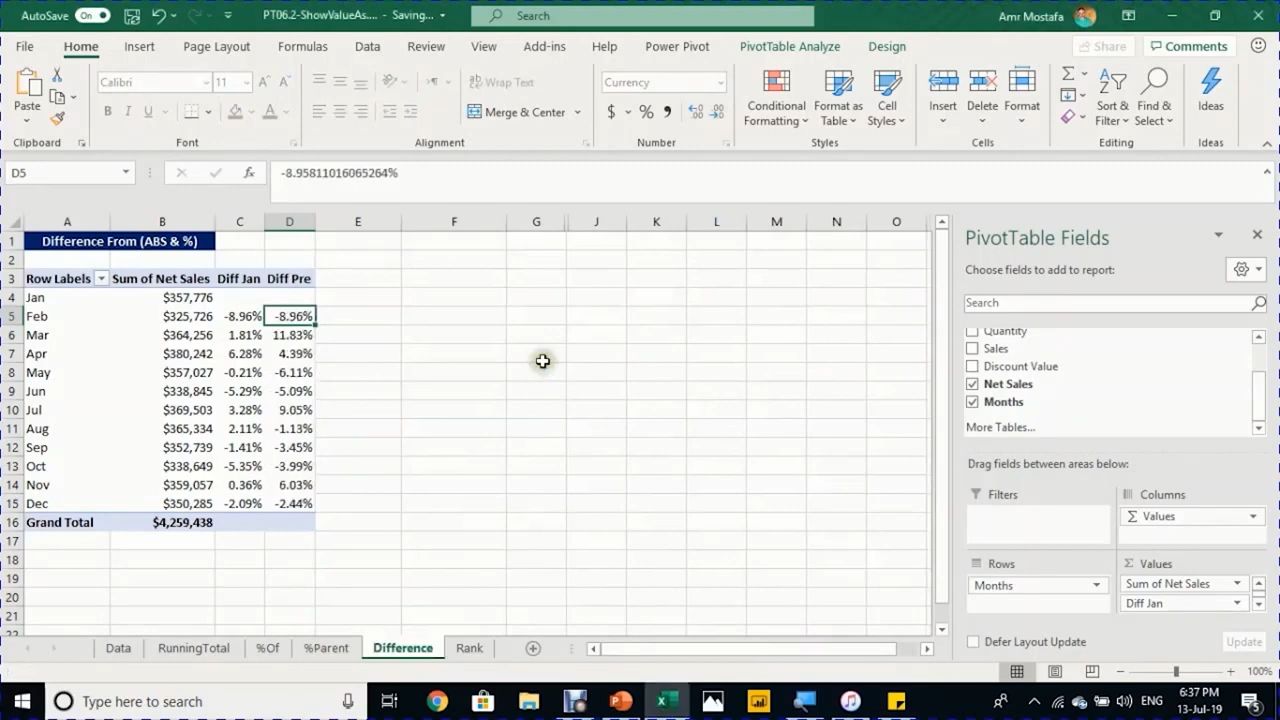 AutoSave On PT06.2-ShowValueAs.... - Saving... Search Amr Mostafa
File Home Insert Page Layout Formulas Data Review View Add-ins Help Power Pivot PivotTable Analyze Design Share Comments
Paste Calibri 11 Wrap Text Currency Conditional Format as Cell Insert Delete Format Sort & Find & Ideas
B I U Merge & Center $ % Formatting Table Styles Filter Select
Clipboard Font Alignment Number Styles Cells Editing Ideas
D5 fx -8.95811016065264%
A B C D E F G J K L M N O
1 Difference From (ABS & %)
2
3 Row Labels Sum of Net Sales Diff Jan Diff Pre
4 Jan $357,776
5 Feb $325,726 -8.96% -8.96%
6 Mar $364,256 1.81% 11.83%
7 Apr $380,242 6.28% 4.39%
8 May $357,027 -0.21% -6.11%
9 Jun $338,845 -5.29% -5.09%
10 Jul $369,503 3.28% 9.05%
11 Aug $365,334 2.11% -1.13%
12 Sep $352,739 -1.41% -3.45%
13 Oct $338,649 -5.35% -3.99%
14 Nov $359,057 0.36% 6.03%
15 Dec $350,285 -2.09% -2.44%
16 Grand Total $4,259,438
17
18
19
20
21
22
PivotTable Fields
Choose fields to add to report:
Search
Quantity
Sales
Discount Value
Net Sales
Months
More Tables...
Drag fields between areas below:
Filters Columns
Σ Values
Rows Σ Values
Months Sum of Net Sales
Diff Jan
Defer Layout Update Update
Data RunningTotal %Of %Parent Difference Rank
100%
Type here to search ENG 6:37 PM
13-Jul-19 5